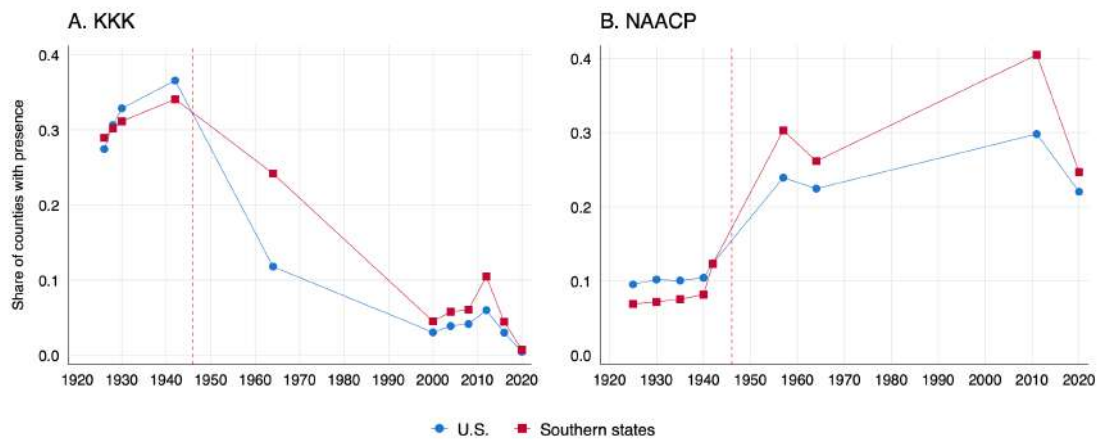 A. KKK
B. NAACP
Share of counties with presence
0.4
0.3
0.2
0.1
0.0
1920 1930 1940 1950 1960 1970 1980 1990 2000 2010 2020
0.4
0.3
0.2
0.1
0.0
1920 1930 1940 1950 1960 1970 1980 1990 2000 2010 2020
U.S. Southern states